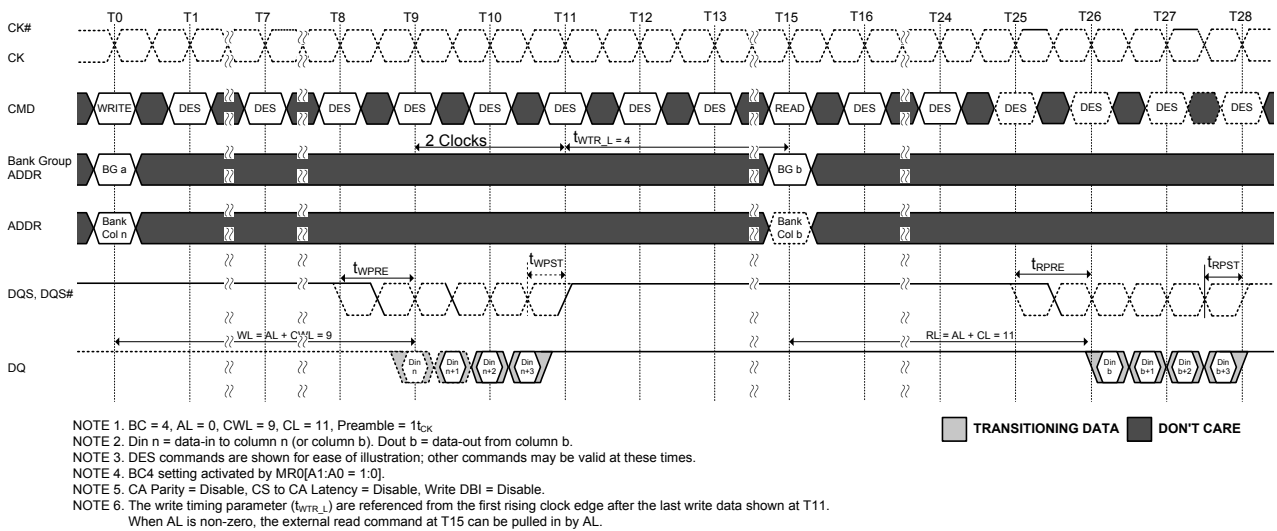 T0 T1 T7 T8 T9 T10 T11 T12 T13 T15 T16 T24 T25 T26 T27 T28
CK#
CK
CMD WRITE DES DES DES DES DES DES DES DES READ DES DES DES DES DES DES
2 Clocks tWTR_L = 4
Bank Group
ADDR
BG a BG b
ADDR
Bank
Col n
Bank
Col b
tWPRE tWPST tRPRE tRPST
DQS, DQS#
WL = AL + CWL = 9 RL = AL + CL = 11
DQ
Din
n
Din
n+1
Din
n+2
Din
n+3
Din
b
Din
b+1
Din
b+2
Din
b+3
NOTE 1. BC = 4, AL = 0, CWL = 9, CL = 11, Preamble = 1tCK
NOTE 2. Din n = data-in to column n (or column b). Dout b = data-out from column b.
NOTE 3. DES commands are shown for ease of illustration; other commands may be valid at these times.
NOTE 4. BC4 setting activated by MR0[A1:A0 = 1:0].
NOTE 5. CA Parity = Disable, CS to CA Latency = Disable, Write DBI = Disable.
NOTE 6. The write timing parameter (tWTR_L) are referenced from the first rising clock edge after the last write data shown at T11.
When AL is non-zero, the external read command at T15 can be pulled in by AL.
TRANSITIONING DATA DON'T CARE